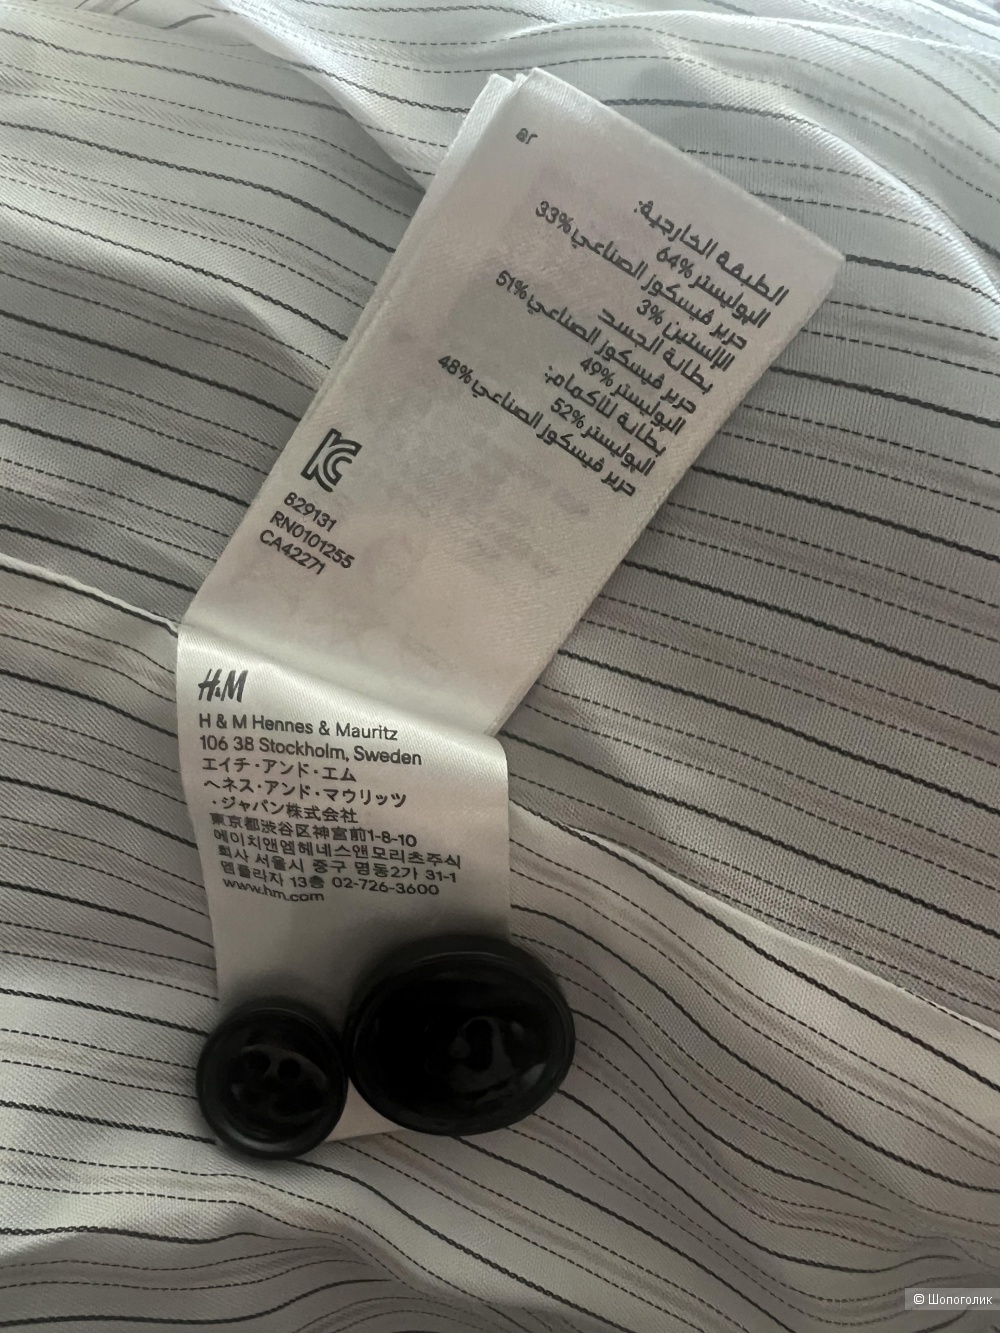 ar
الطبقة الخارجية:
البوليستر 64%
حرير فيسكوز الصناعي 33%
الإلستين 3%
بطانة الجسد
حرير فيسكوز الصناعي 51%
البوليستر 49%
بطانة للأكمام:
البوليستر 52%
حرير فيسكوز الصناعي 48%
829131
RN0101255
CA42271
H&M
H & M Hennes & Mauritz
106 38 Stockholm, Sweden
エイチ・アンド・エム
ヘネス・アンド・マウリッツ
・ジャパン株式会社
東京都渋谷区神宮前1-8-10
에이치앤엠헤네스앤모리츠주식
회사 서울시 중구 명동2가 31-1
엠플라자 13층 02-726-3600
www.hm.com
© Шопоголик